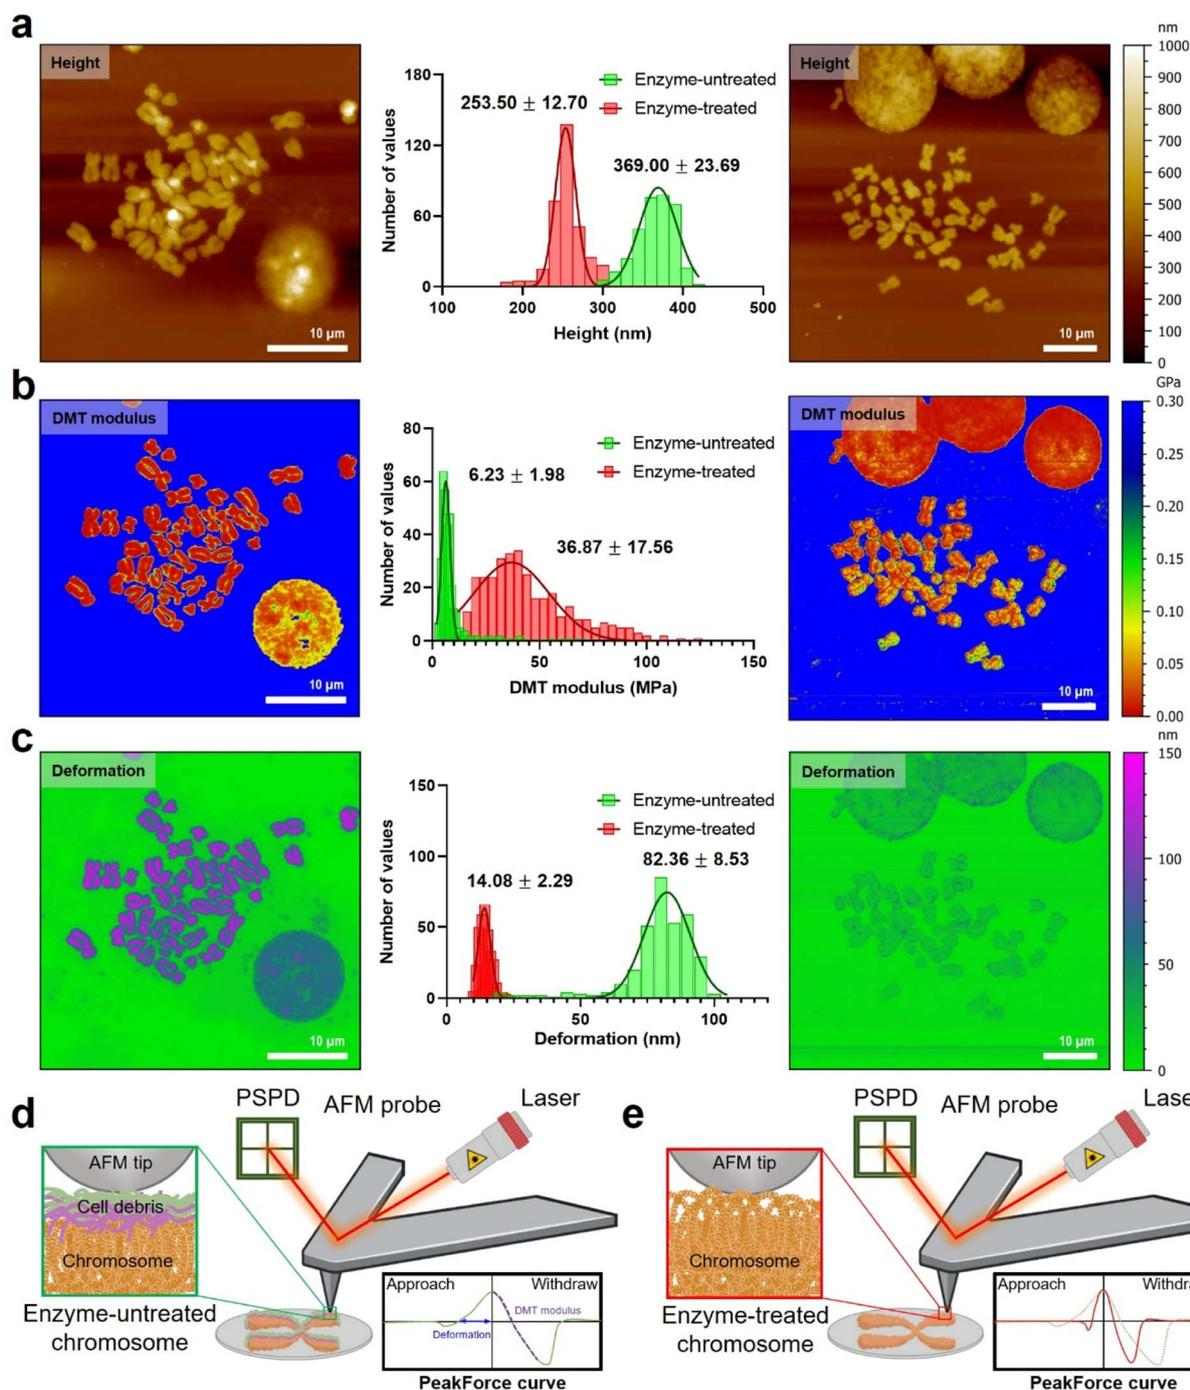 a
Height
180
120
60
0
Number of values
253.50 ± 12.70
369.00 ± 23.69
Enzyme-untreated
Enzyme-treated
100
200
300
400
500
Height (nm)
10 µm
Height
10 µm
nm
1000
900
800
700
600
500
400
300
200
100
0
b
DMT modulus
10 µm
80
60
40
20
0
Number of values
6.23 ± 1.98
36.87 ± 17.56
Enzyme-untreated
Enzyme-treated
0
50
100
150
DMT modulus (MPa)
DMT modulus
10 µm
GPa
0.30
0.25
0.20
0.15
0.10
0.05
0.00
c
Deformation
10 µm
150
100
50
0
Number of values
14.08 ± 2.29
82.36 ± 8.53
Enzyme-untreated
Enzyme-treated
0
50
100
Deformation (nm)
Deformation
10 µm
nm
150
100
50
0
d
PSPD
AFM probe
Laser
AFM tip
Cell debris
Chromosome
Enzyme-untreated
chromosome
Approach
Withdraw
DMT modulus
Deformation
PeakForce curve
e
PSPD
AFM probe
Lase
AFM tip
Chromosome
Enzyme-treated
chromosome
Approach
Withdra
PeakForce curve